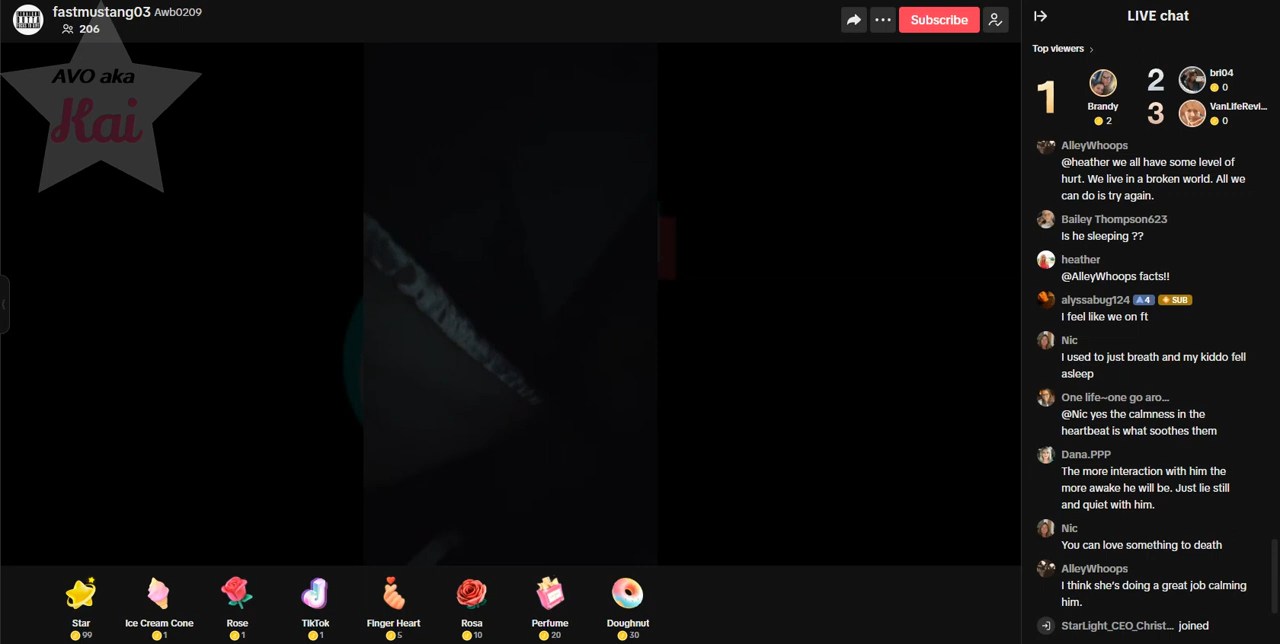 fastmustang03 Awb0209
206
Subscribe
AVO aka
Kai
LIVE chat
Top viewers
1
Brandy
2
2
bri04
0
3
VanLifeRevi...
0
AlleyWhoops
@heather we all have some level of
hurt. We live in a broken world. All we
can do is try again.
Bailey Thompson623
Is he sleeping ??
heather
@AlleyWhoops facts!!
alyssabug124 A4 SUB
I feel like we on ft
Nic
I used to just breath and my kiddo fell
asleep
One life~one go aro...
@Nic yes the calmness in the
heartbeat is what soothes them
Dana.PPP
The more interaction with him the
more awake he will be. Just lie still
and quiet with him.
Nic
You can love something to death
AlleyWhoops
I think she's doing a great job calming
him.
StarLight_CEO_Christ... joined
Star Ice Cream Cone Rose TikTok Finger Heart Rosa Perfume Doughnut
99 1 1 1 5 10 20 30